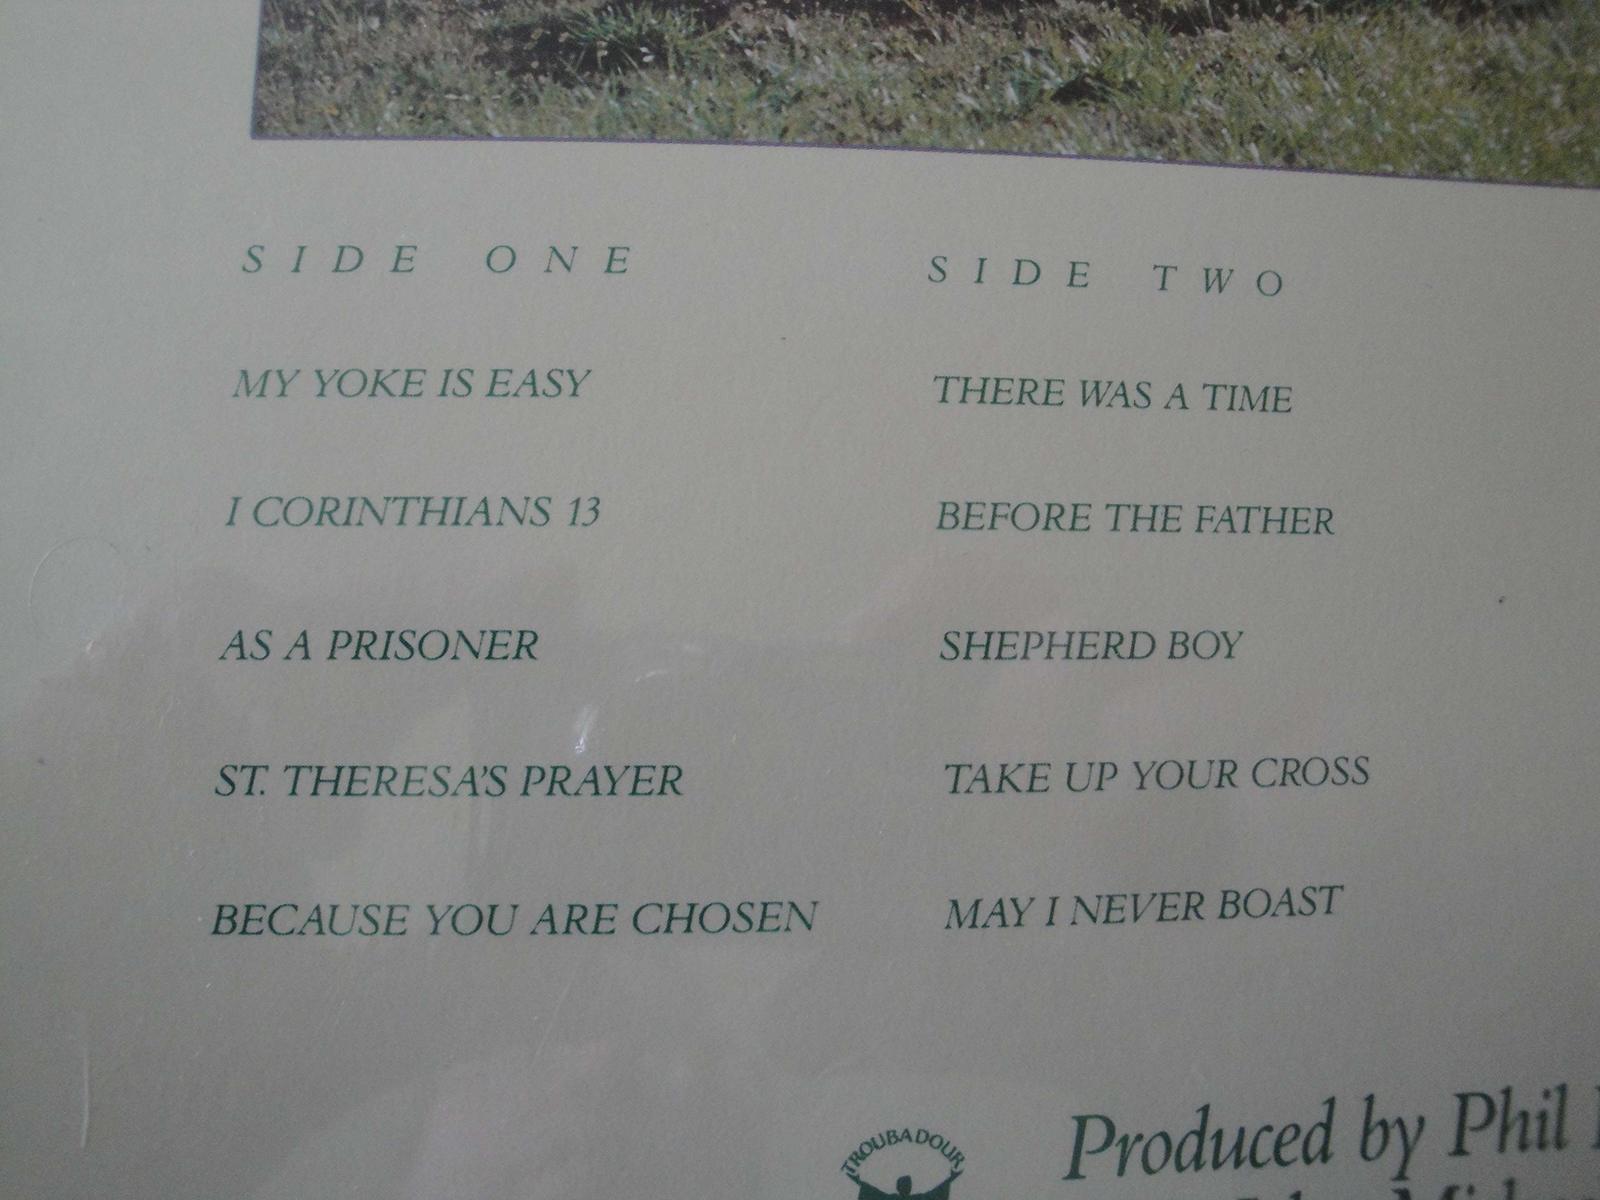 SIDE ONE
MY YOKE IS EASY
I CORINTHIANS 13
AS A PRISONER
ST. THERESA'S PRAYER
BECAUSE YOU ARE CHOSEN
SIDE TWO
THERE WAS A TIME
BEFORE THE FATHER
SHEPHERD BOY
TAKE UP YOUR CROSS
MAY I NEVER BOAST
TROUBADOUR
Produced by Phil